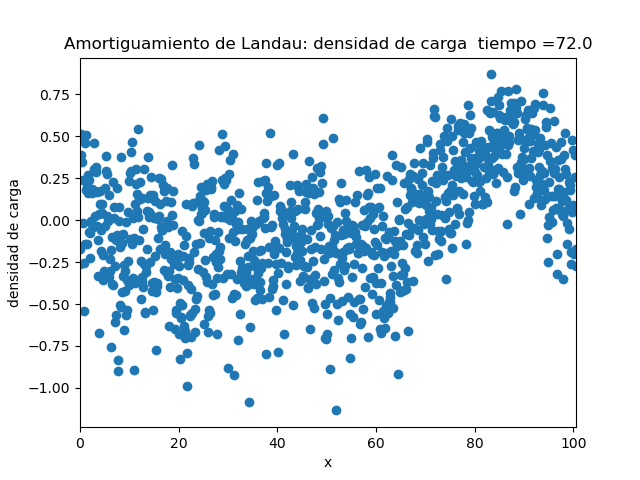 Amortiguamiento de Landau: densidad de carga  tiempo =72.0
0.75
0.50
0.25
0.00
−0.25
−0.50
−0.75
−1.00
densidad de carga
0 20 40 60 80 100
x